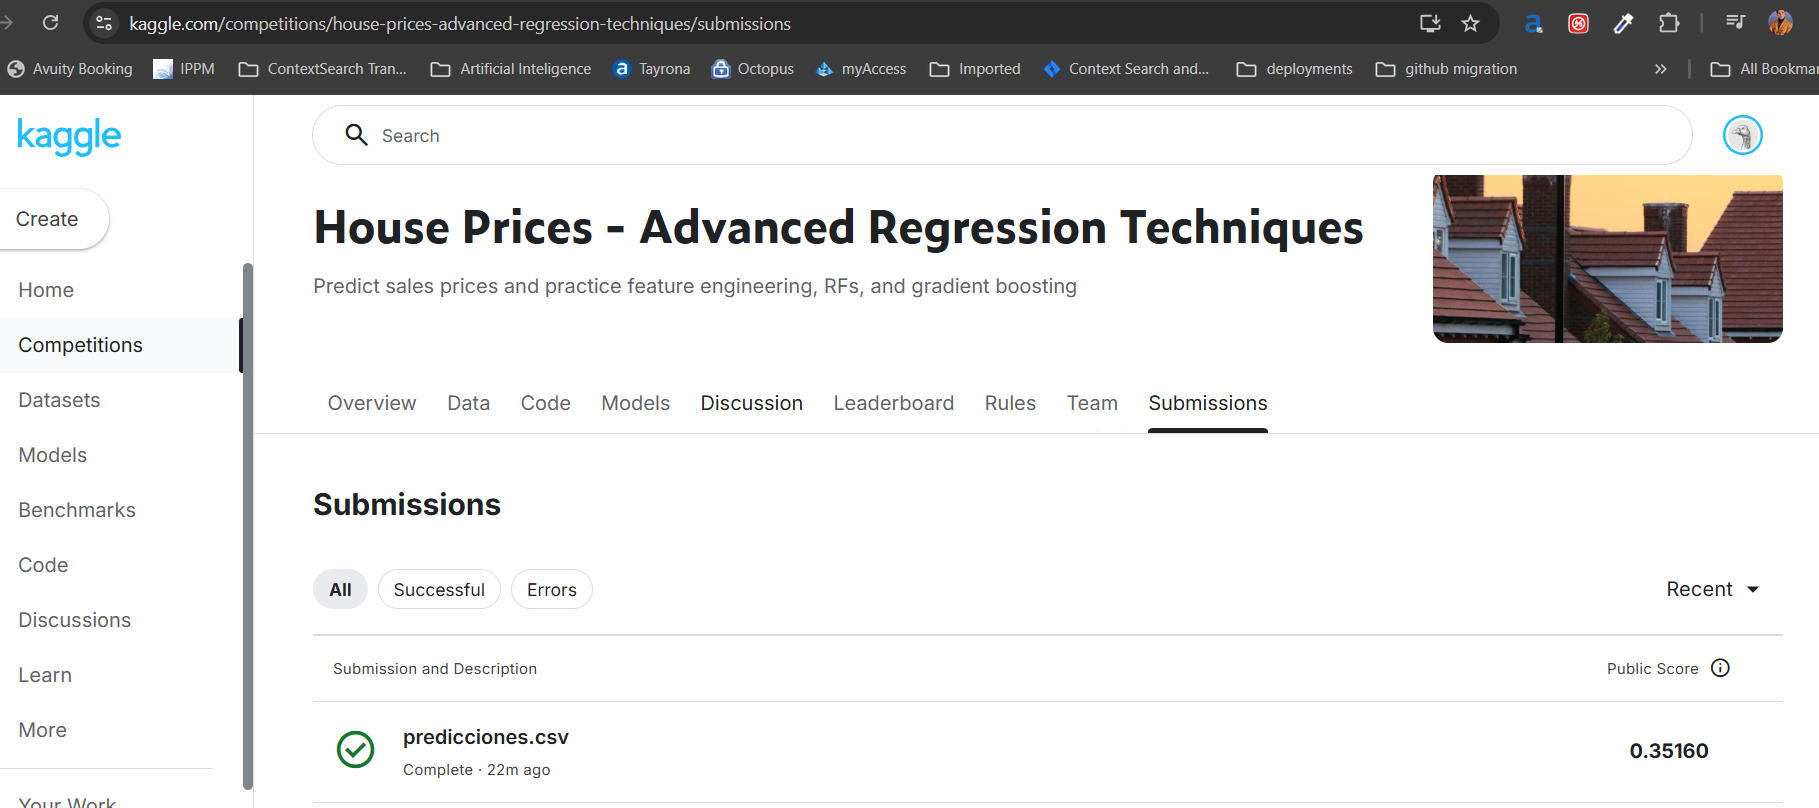 kaggle.com/competitions/house-prices-advanced-regression-techniques/submissions
Avuity Booking IPPM ContextSearch Tran... Artificial Inteligence Tayrona Octopus myAccess Imported Context Search and... deployments github migration » All Bookmar
kaggle
Search
Create
House Prices - Advanced Regression Techniques
Predict sales prices and practice feature engineering, RFs, and gradient boosting
Home
Competitions
Datasets
Models
Benchmarks
Code
Discussions
Learn
More
Your Work
Overview Data Code Models Discussion Leaderboard Rules Team Submissions
Submissions
All Successful Errors Recent
Submission and Description Public Score
predicciones.csv
Complete · 22m ago
0.35160